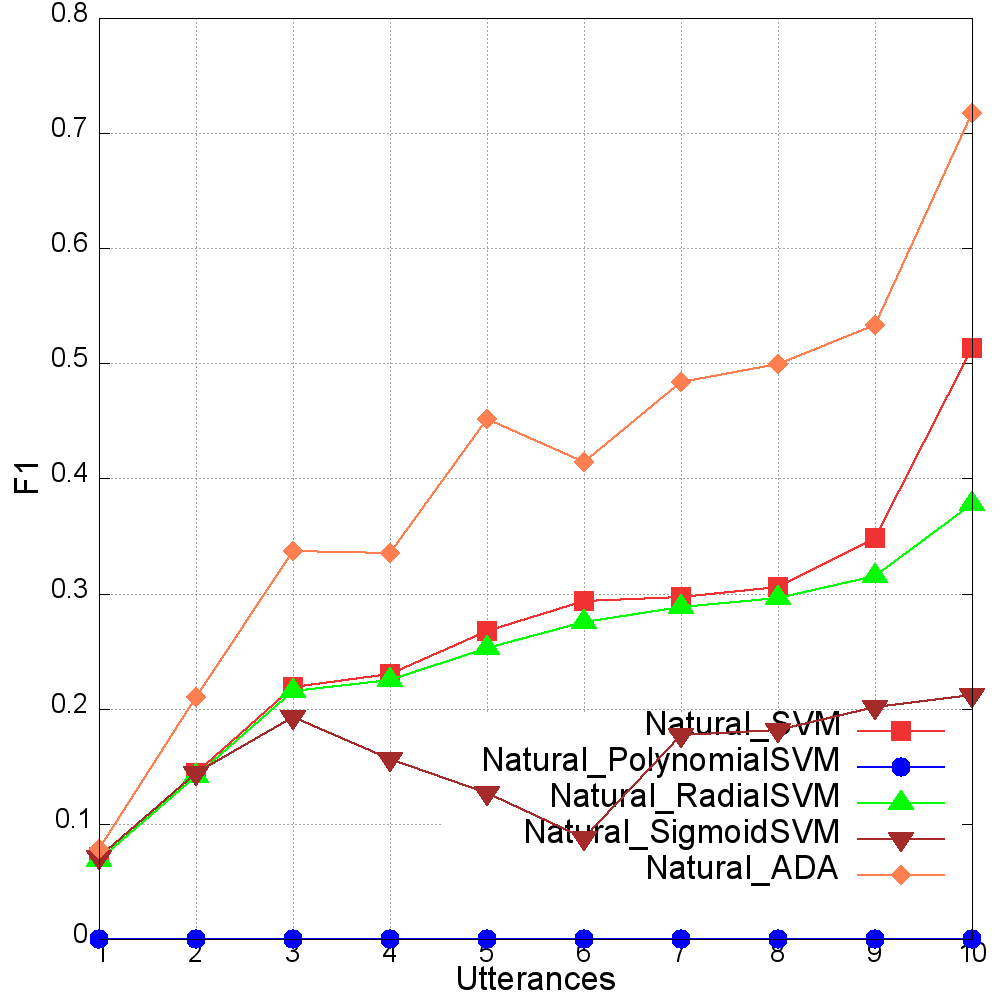 0.8
0.7
0.6
0.5
0.4
0.3
0.2
0.1
0
F1
Natural_SVM
Natural_PolynomialSVM
Natural_RadialSVM
Natural_SigmoidSVM
Natural_ADA
1 2 3 4 5 6 7 8 9 10
Utterances